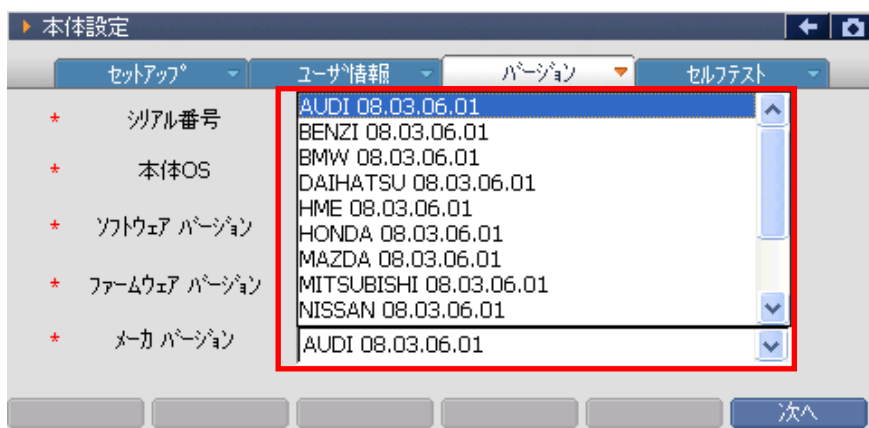 本体設定
ｾｯﾄｱｯﾌﾟ
ﾕｰｻﾞ情報
ﾊﾞｰｼﾞｮﾝ
ｾﾙﾌﾃｽﾄ
* ｼﾘｱﾙ番号
* 本体OS
* ｿﾌﾄｳｪｱ ﾊﾞｰｼﾞｮﾝ
* ﾌｧｰﾑｳｪｱ ﾊﾞｰｼﾞｮﾝ
* ﾒｰｶ ﾊﾞｰｼﾞｮﾝ
AUDI 08.03.06.01
BENZI 08.03.06.01
BMW 08.03.06.01
DAIHATSU 08.03.06.01
HME 08.03.06.01
HONDA 08.03.06.01
MAZDA 08.03.06.01
MITSUBISHI 08.03.06.01
NISSAN 08.03.06.01
AUDI 08.03.06.01
次へ